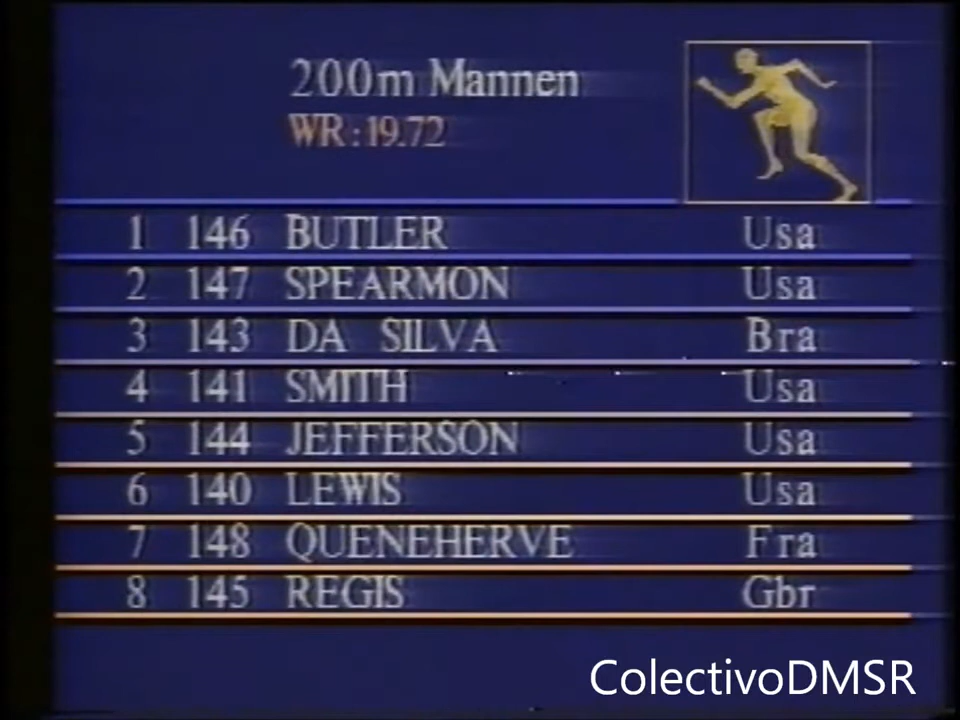 200m Mannen
WR:19.72
1 146 BUTLER Usa
2 147 SPEARMON Usa
3 143 DA SILVA Bra
4 141 SMITH Usa
5 144 JEFFERSON Usa
6 140 LEWIS Usa
7 148 QUENEHERVE Fra
8 145 REGIS Gbr
ColectivoDMSR